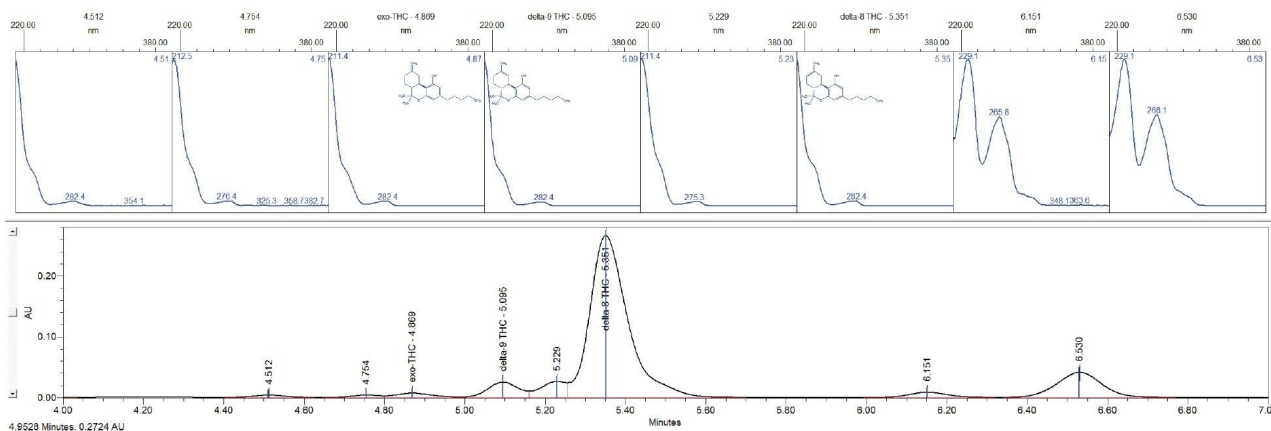 4.512 4.754 exo-THC - 4.869 delta-9 THC - 5.095 5.229 delta-8 THC - 5.351 6.151 6.530
220.00 220.00 220.00 220.00 220.00 220.00 220.00 220.00
nm nm nm nm nm nm nm nm
380.00 380.00 380.00 380.00 380.00 380.00 380.00 380.00
4.51 212.5 4.75 211.4 4.87 5.09 211.4 5.23 5.35 229.1 6.15 229.1 6.53
265.8 268.1
282.4 354.1 276.4 325.3 358.7 382.7 282.4 282.4 275.3 282.4 348.1 363.6
AU
0.20
0.10
0.00
4.512
4.754
exo-THC - 4.869
delta-9 THC - 5.095
5.229
delta-8 THC - 5.351
6.151
6.530
4.00 4.20 4.40 4.60 4.80 5.00 5.20 5.40 5.60 5.80 6.00 6.20 6.40 6.60 6.80 7.0
Minutes
4.9528 Minutes, 0.2724 AU